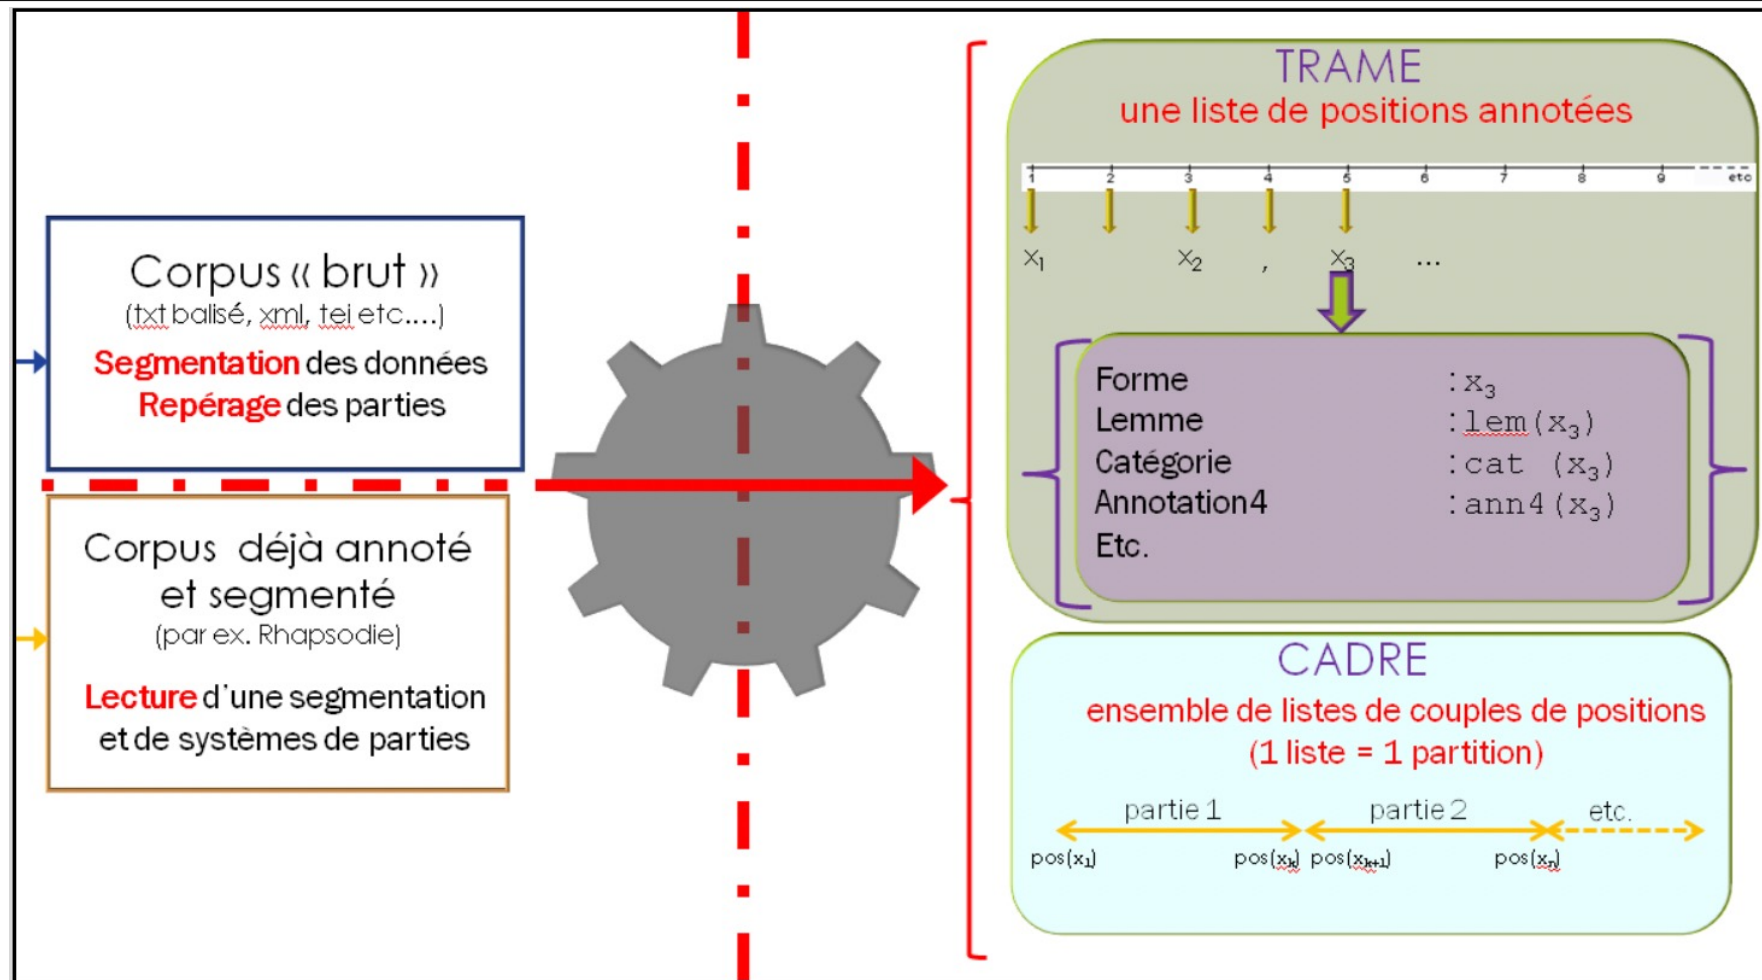 Corpus « brut »
(txt balisé, xml, tei etc....)
Segmentation des données
Repérage des parties
Corpus déjà annoté
et segmenté
(par ex. Rhapsodie)
Lecture d'une segmentation
et de systèmes de parties
TRAME
une liste de positions annotées
1 2 3 4 5 6 7 8 9 etc
x₁ x₂ , x₃ ...
Forme : x₃
Lemme : lem(x₃)
Catégorie : cat (x₃)
Annotation4 : ann4(x₃)
Etc.
CADRE
ensemble de listes de couples de positions
(1 liste = 1 partition)
partie 1 partie 2 etc.
pos(x₁) pos(xₖ) pos(xₖ₊₁) pos(xₙ)